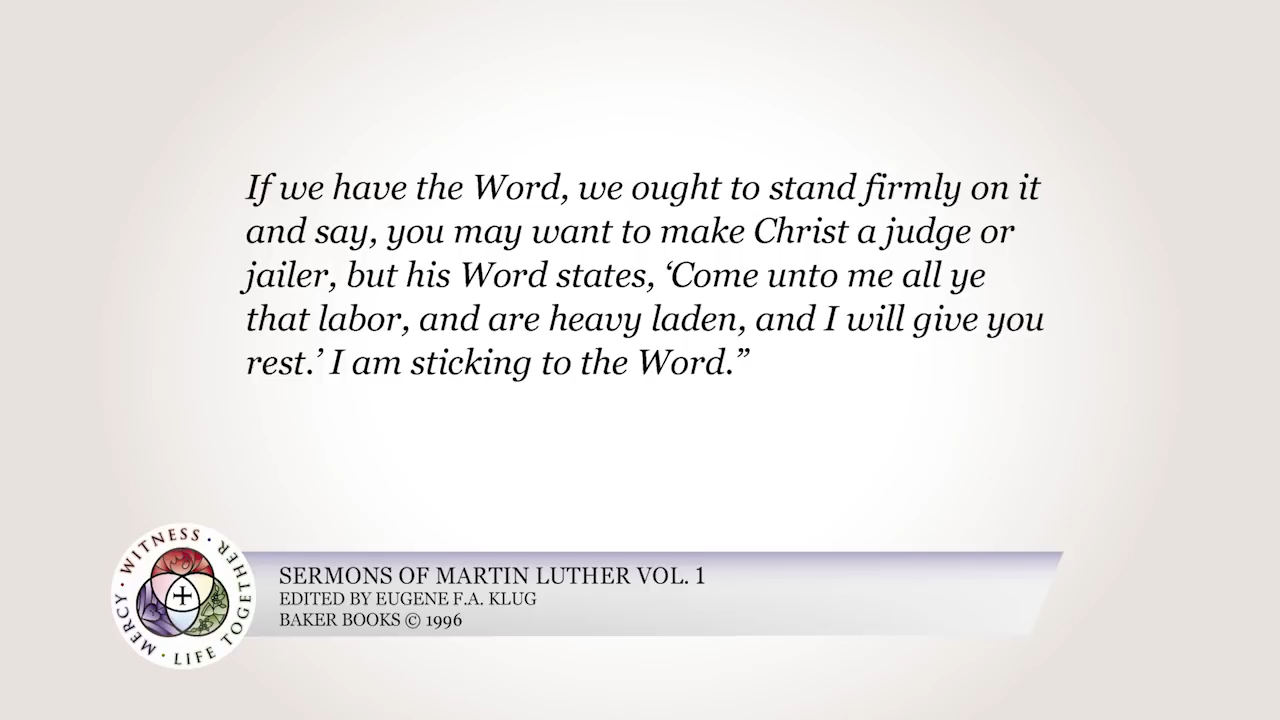 If we have the Word, we ought to stand firmly on it
and say, you may want to make Christ a judge or
jailer, but his Word states, ‘Come unto me all ye
that labor, and are heavy laden, and I will give you
rest.’ I am sticking to the Word.”
WITNESS · MERCY · LIFE TOGETHER ·
SERMONS OF MARTIN LUTHER VOL. 1
EDITED BY EUGENE F.A. KLUG
BAKER BOOKS © 1996